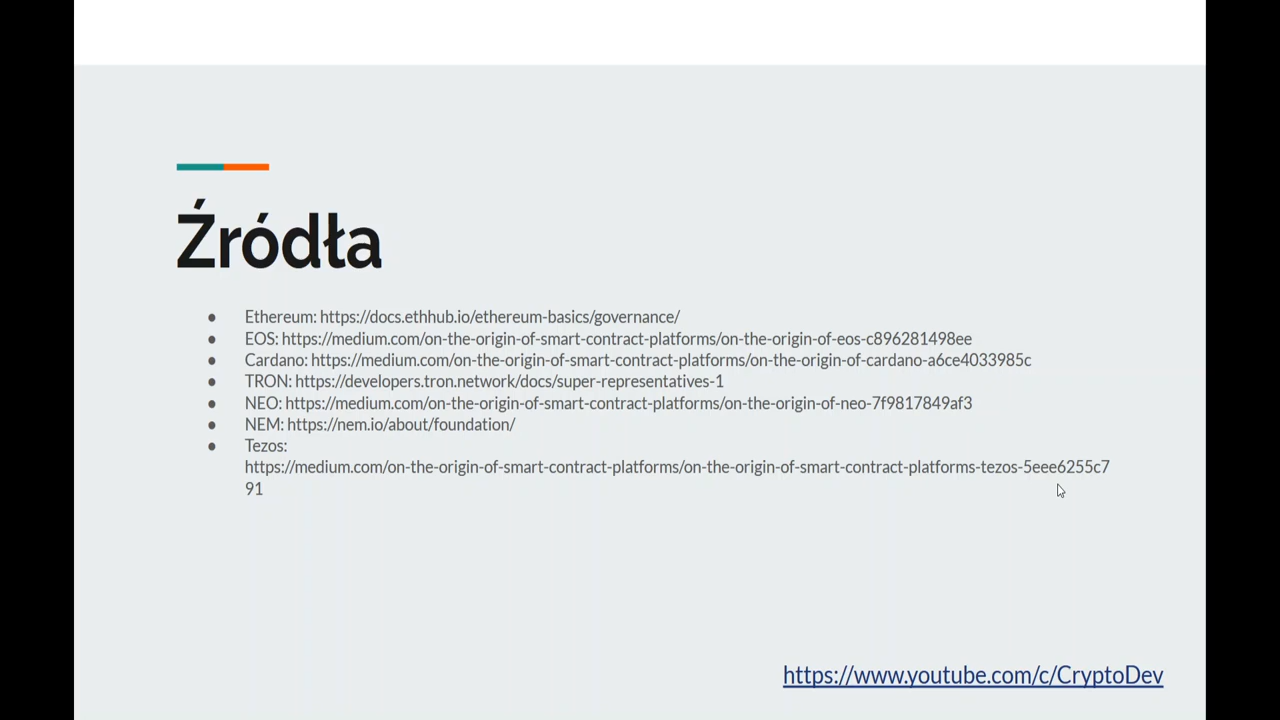 Źródła
● Ethereum: https://docs.ethhub.io/ethereum-basics/governance/
● EOS: https://medium.com/on-the-origin-of-smart-contract-platforms/on-the-origin-of-eos-c896281498ee
● Cardano: https://medium.com/on-the-origin-of-smart-contract-platforms/on-the-origin-of-cardano-a6ce4033985c
● TRON: https://developers.tron.network/docs/super-representatives-1
● NEO: https://medium.com/on-the-origin-of-smart-contract-platforms/on-the-origin-of-neo-7f9817849af3
● NEM: https://nem.io/about/foundation/
● Tezos:
https://medium.com/on-the-origin-of-smart-contract-platforms/on-the-origin-of-smart-contract-platforms-tezos-5eee6255c7
91
https://www.youtube.com/c/CryptoDev